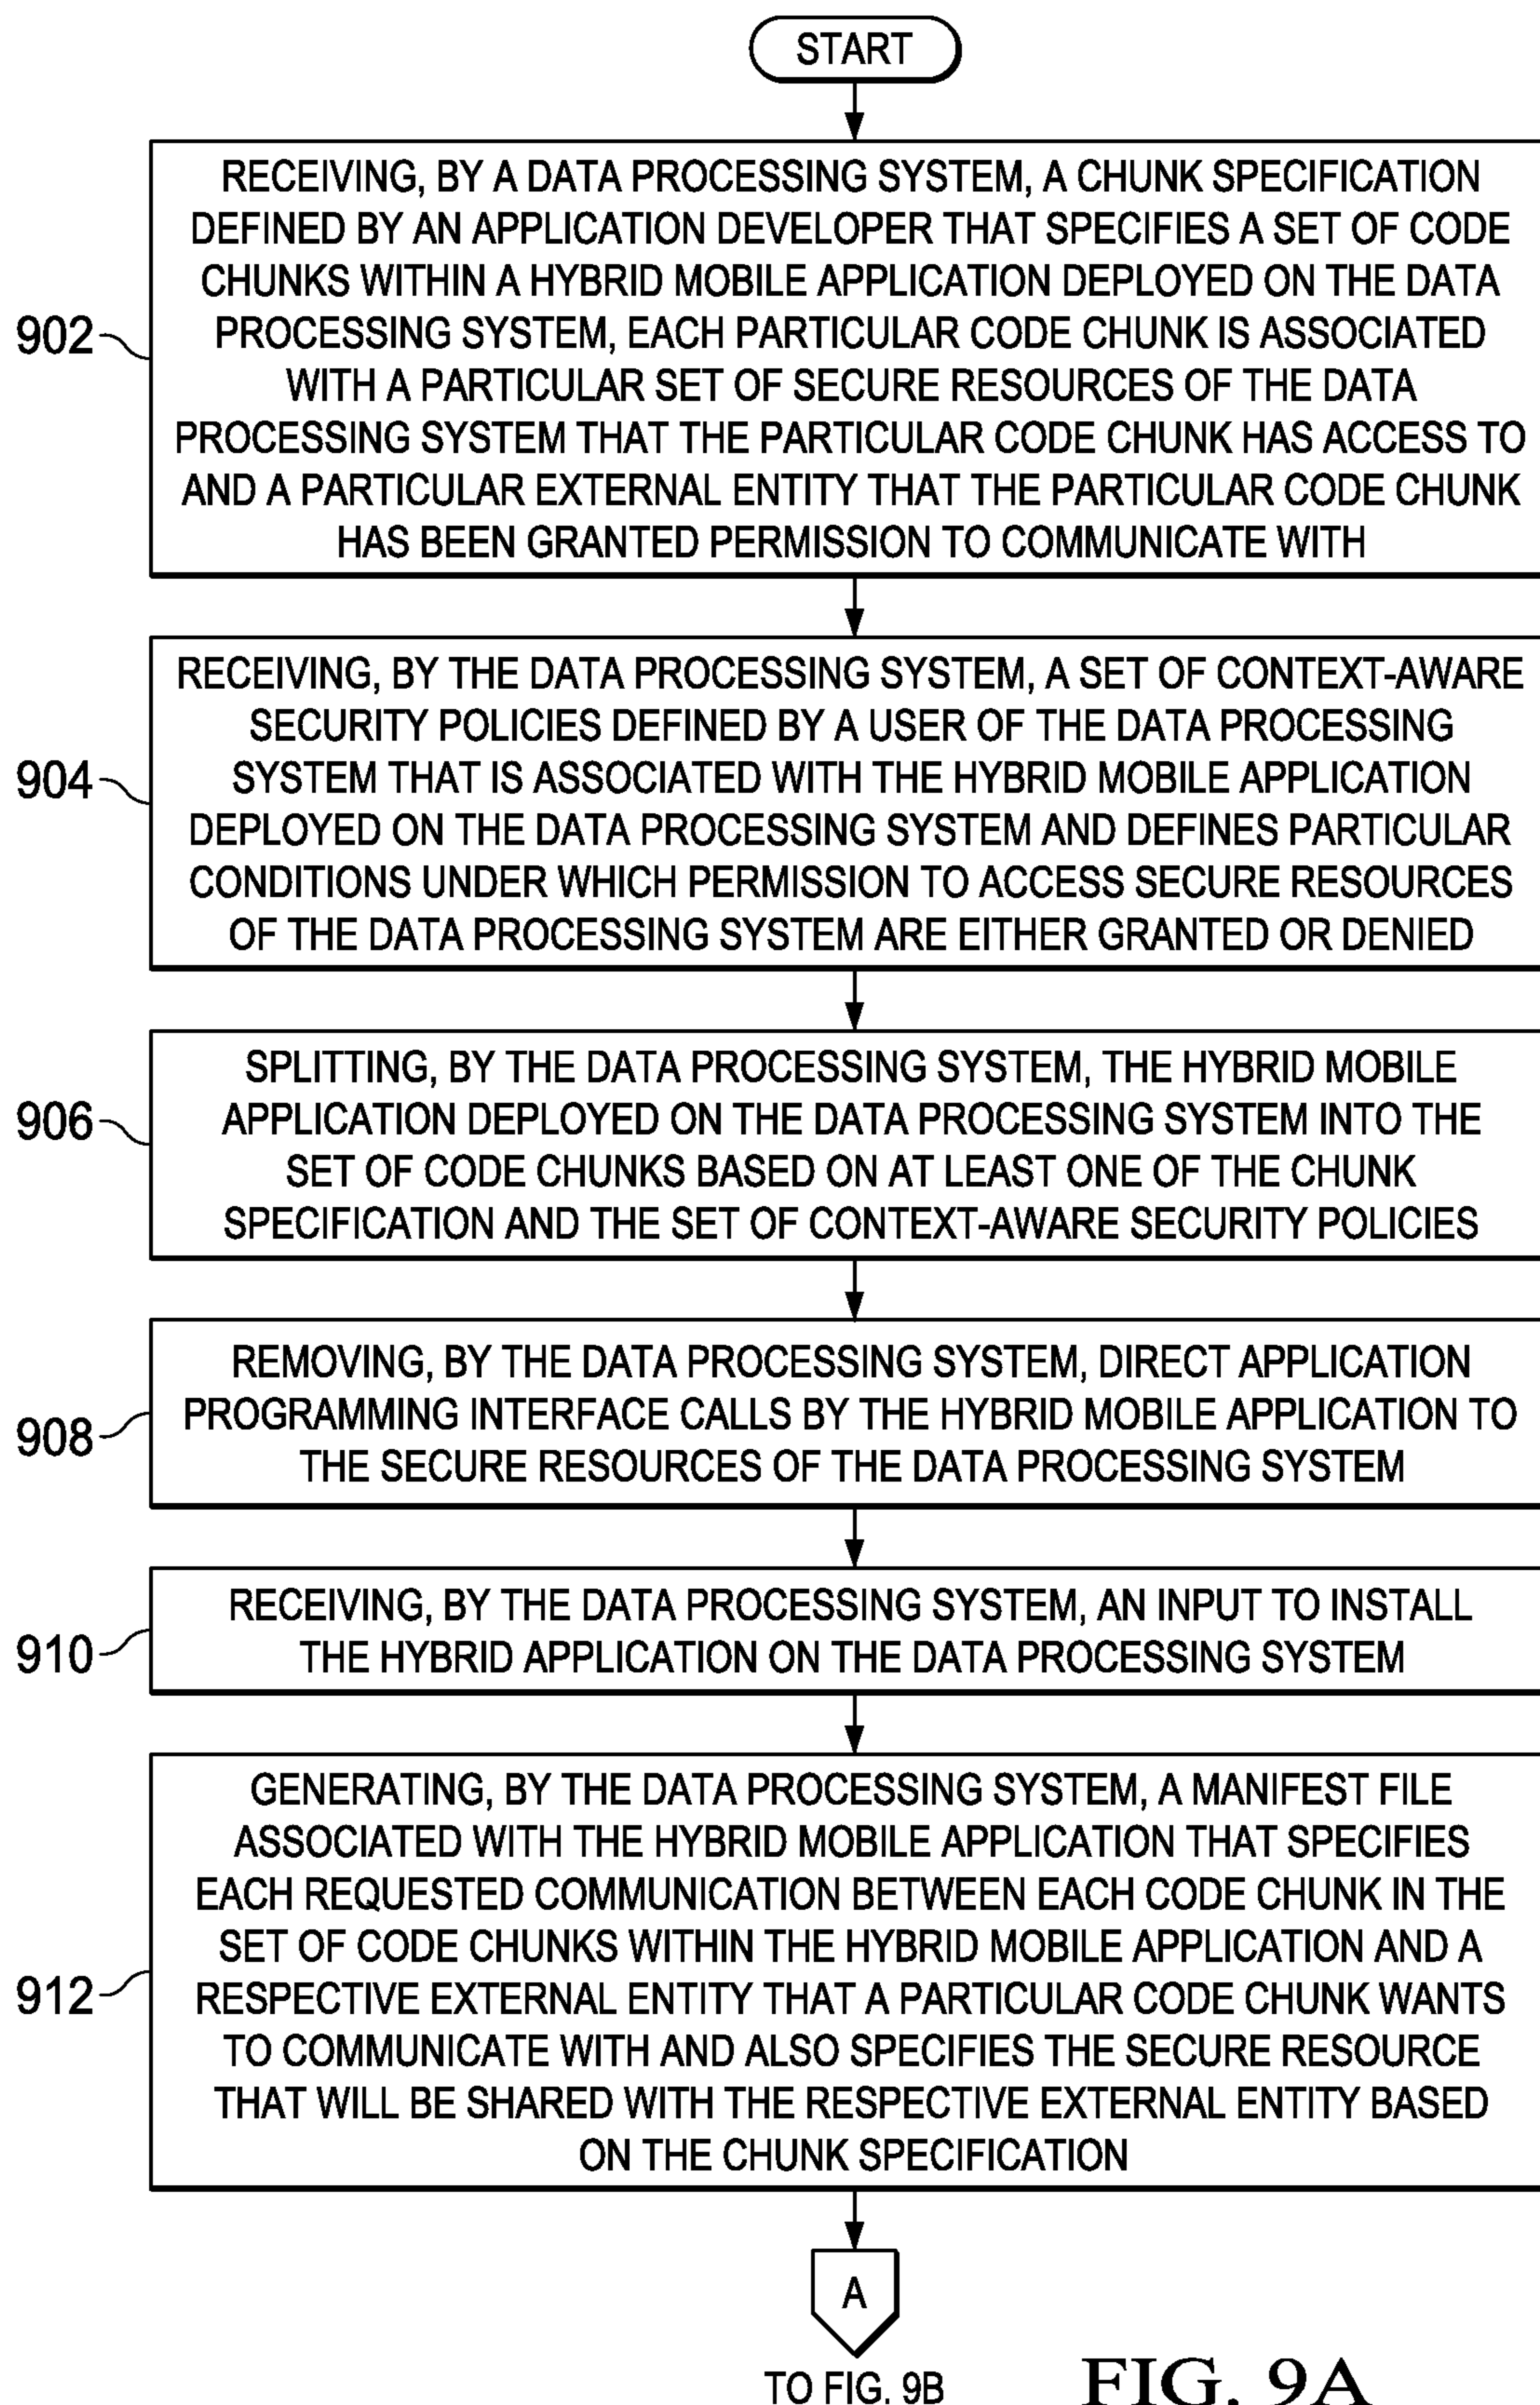 START
902
RECEIVING, BY A DATA PROCESSING SYSTEM, A CHUNK SPECIFICATION
DEFINED BY AN APPLICATION DEVELOPER THAT SPECIFIES A SET OF CODE
CHUNKS WITHIN A HYBRID MOBILE APPLICATION DEPLOYED ON THE DATA
PROCESSING SYSTEM, EACH PARTICULAR CODE CHUNK IS ASSOCIATED
WITH A PARTICULAR SET OF SECURE RESOURCES OF THE DATA
PROCESSING SYSTEM THAT THE PARTICULAR CODE CHUNK HAS ACCESS TO
AND A PARTICULAR EXTERNAL ENTITY THAT THE PARTICULAR CODE CHUNK
HAS BEEN GRANTED PERMISSION TO COMMUNICATE WITH
904
RECEIVING, BY THE DATA PROCESSING SYSTEM, A SET OF CONTEXT-AWARE
SECURITY POLICIES DEFINED BY A USER OF THE DATA PROCESSING
SYSTEM THAT IS ASSOCIATED WITH THE HYBRID MOBILE APPLICATION
DEPLOYED ON THE DATA PROCESSING SYSTEM AND DEFINES PARTICULAR
CONDITIONS UNDER WHICH PERMISSION TO ACCESS SECURE RESOURCES
OF THE DATA PROCESSING SYSTEM ARE EITHER GRANTED OR DENIED
906
SPLITTING, BY THE DATA PROCESSING SYSTEM, THE HYBRID MOBILE
APPLICATION DEPLOYED ON THE DATA PROCESSING SYSTEM INTO THE
SET OF CODE CHUNKS BASED ON AT LEAST ONE OF THE CHUNK
SPECIFICATION AND THE SET OF CONTEXT-AWARE SECURITY POLICIES
908
REMOVING, BY THE DATA PROCESSING SYSTEM, DIRECT APPLICATION
PROGRAMMING INTERFACE CALLS BY THE HYBRID MOBILE APPLICATION TO
THE SECURE RESOURCES OF THE DATA PROCESSING SYSTEM
910
RECEIVING, BY THE DATA PROCESSING SYSTEM, AN INPUT TO INSTALL
THE HYBRID APPLICATION ON THE DATA PROCESSING SYSTEM
912
GENERATING, BY THE DATA PROCESSING SYSTEM, A MANIFEST FILE
ASSOCIATED WITH THE HYBRID MOBILE APPLICATION THAT SPECIFIES
EACH REQUESTED COMMUNICATION BETWEEN EACH CODE CHUNK IN THE
SET OF CODE CHUNKS WITHIN THE HYBRID MOBILE APPLICATION AND A
RESPECTIVE EXTERNAL ENTITY THAT A PARTICULAR CODE CHUNK WANTS
TO COMMUNICATE WITH AND ALSO SPECIFIES THE SECURE RESOURCE
THAT WILL BE SHARED WITH THE RESPECTIVE EXTERNAL ENTITY BASED
ON THE CHUNK SPECIFICATION
A
TO FIG. 9B
FIG. 9A